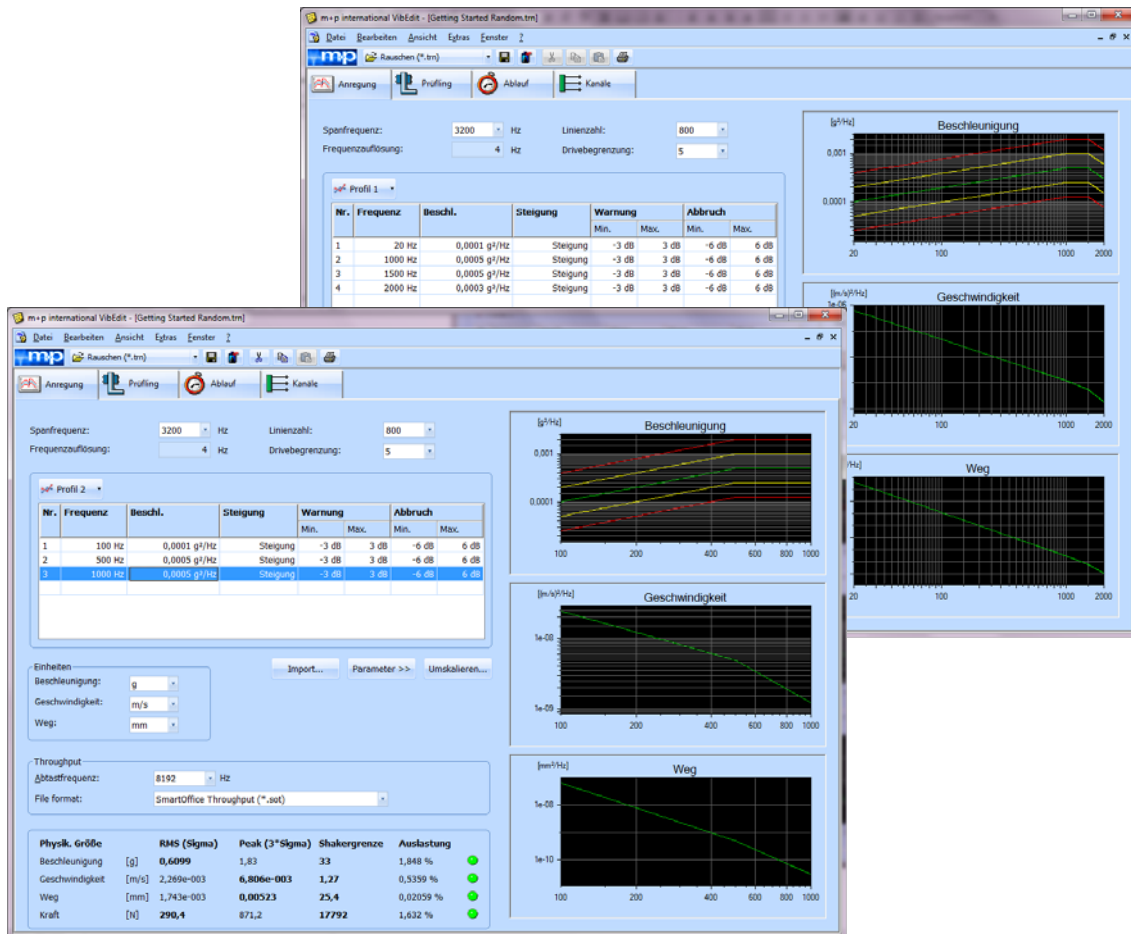 m+p international VibEdit - [Getting Started Random.trn]
Datei Bearbeiten Ansicht Extras Fenster ?
mp Rauschen (*.trn)
Anregung Prüfling Ablauf Kanäle
Spanfrequenz: 3200 Hz Linienzahl: 800
Frequenzauflösung: 4 Hz Drivebegrenzung: 5
Profil 1
Nr. Frequenz Beschl. Steigung Warnung Abbruch
Min. Max. Min. Max.
1 20 Hz 0,0001 g²/Hz Steigung -3 dB 3 dB -6 dB 6 dB
2 1000 Hz 0,0005 g²/Hz Steigung -3 dB 3 dB -6 dB 6 dB
3 1500 Hz 0,0005 g²/Hz Steigung -3 dB 3 dB -6 dB 6 dB
4 2000 Hz 0,0003 g²/Hz Steigung -3 dB 3 dB -6 dB 6 dB
[g²/Hz] Beschleunigung
0,001
0,0001
20 100 1000 2000
[(m/s)²/Hz] Geschwindigkeit
1e-06
20 100 1000 2000
/Hz] Weg
20 100 1000 2000
m+p international VibEdit - [Getting Started Random.trn]
Datei Bearbeiten Ansicht Extras Fenster ?
mp Rauschen (*.trn)
Anregung Prüfling Ablauf Kanäle
Spanfrequenz: 3200 Hz Linienzahl: 800
Frequenzauflösung: 4 Hz Drivebegrenzung: 5
Profil 2
Nr. Frequenz Beschl. Steigung Warnung Abbruch
Min. Max. Min. Max.
1 100 Hz 0,0001 g²/Hz Steigung -3 dB 3 dB -6 dB 6 dB
2 500 Hz 0,0005 g²/Hz Steigung -3 dB 3 dB -6 dB 6 dB
3 1000 Hz 0,0005 g²/Hz Steigung -3 dB 3 dB -6 dB 6 dB
Import... Parameter >> Umskalieren...
Einheiten
Beschleunigung: g
Geschwindigkeit: m/s
Weg: mm
Throughput
Abtastfrequenz: 8192 Hz
File format: SmartOffice Throughput (*.sot)
Physik. Größe RMS (Sigma) Peak (3*Sigma) Shakergrenze Auslastung
Beschleunigung [g] 0,6099 1,83 33 1,848 %
Geschwindigkeit [m/s] 2,269e-003 6,806e-003 1,27 0,5359 %
Weg [mm] 1,743e-003 0,00523 25,4 0,02059 %
Kraft [N] 290,4 871,2 17792 1,632 %
[g²/Hz] Beschleunigung
0,001
0,0001
100 200 400 600 800 1000
[(m/s)²/Hz] Geschwindigkeit
1e-08
1e-09
100 200 400 600 800 1000
[mm²/Hz] Weg
1e-08
1e-10
100 200 400 600 800 1000